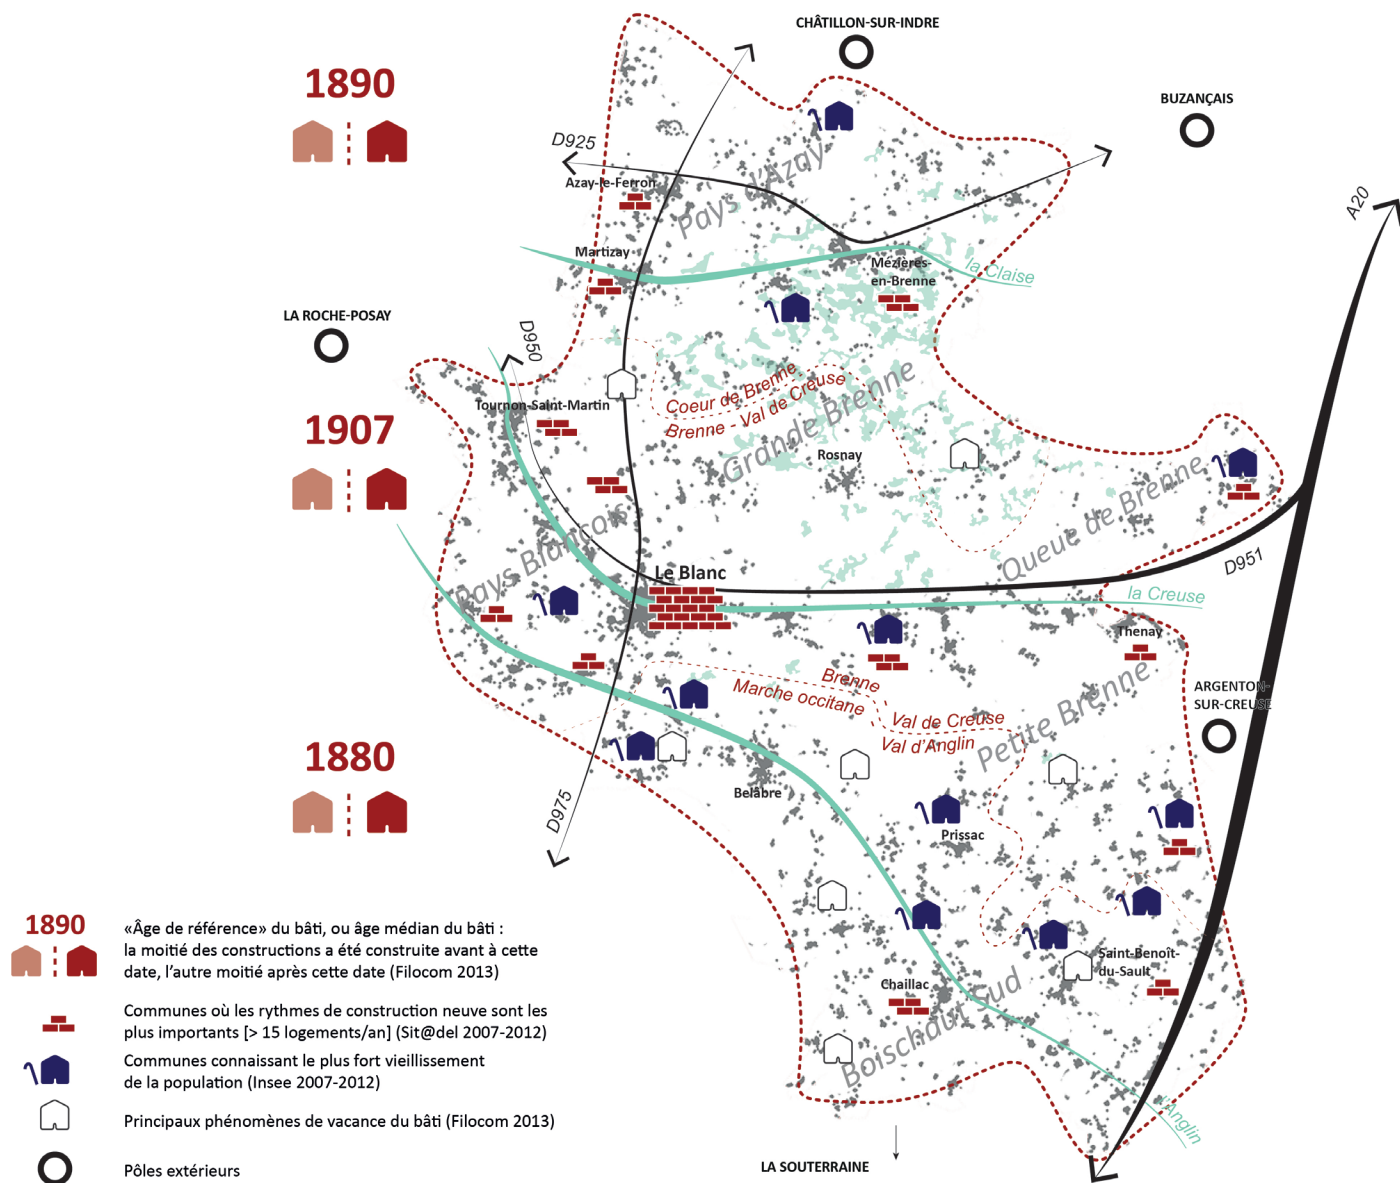 CHÂTILLON-SUR-INDRE
1890
BUZANÇAIS
D925
Azay-le-Ferron
Pays d'Azay
A20
Martizay
Mézières-
en-Brenne
la Claise
LA ROCHE-POSAY
D950
Coeur de Brenne
Brenne - Val de Creuse
Grande Brenne
Tournon-Saint-Martin
1907
Rosnay
Queue de Brenne
Pays Blancois
Le Blanc
D951
la Creuse
Thenay
Brenne
Marche occitane
Val de Creuse
Val d'Anglin
Petite Brenne
ARGENTON-
SUR-CREUSE
1880
Belâbre
D975
Prissac
Saint-Benoît-
du-Sault
Chaillac
Boischaut Sud
l'Anglin
LA SOUTERRAINE
1890
«Âge de référence» du bâti, ou âge médian du bâti :
la moitié des constructions a été construite avant à cette
date, l'autre moitié après cette date (Filocom 2013)
Communes où les rythmes de construction neuve sont les
plus importants [> 15 logements/an] (Sit@del 2007-2012)
Communes connaissant le plus fort vieillissement
de la population (Insee 2007-2012)
Principaux phénomènes de vacance du bâti (Filocom 2013)
Pôles extérieurs